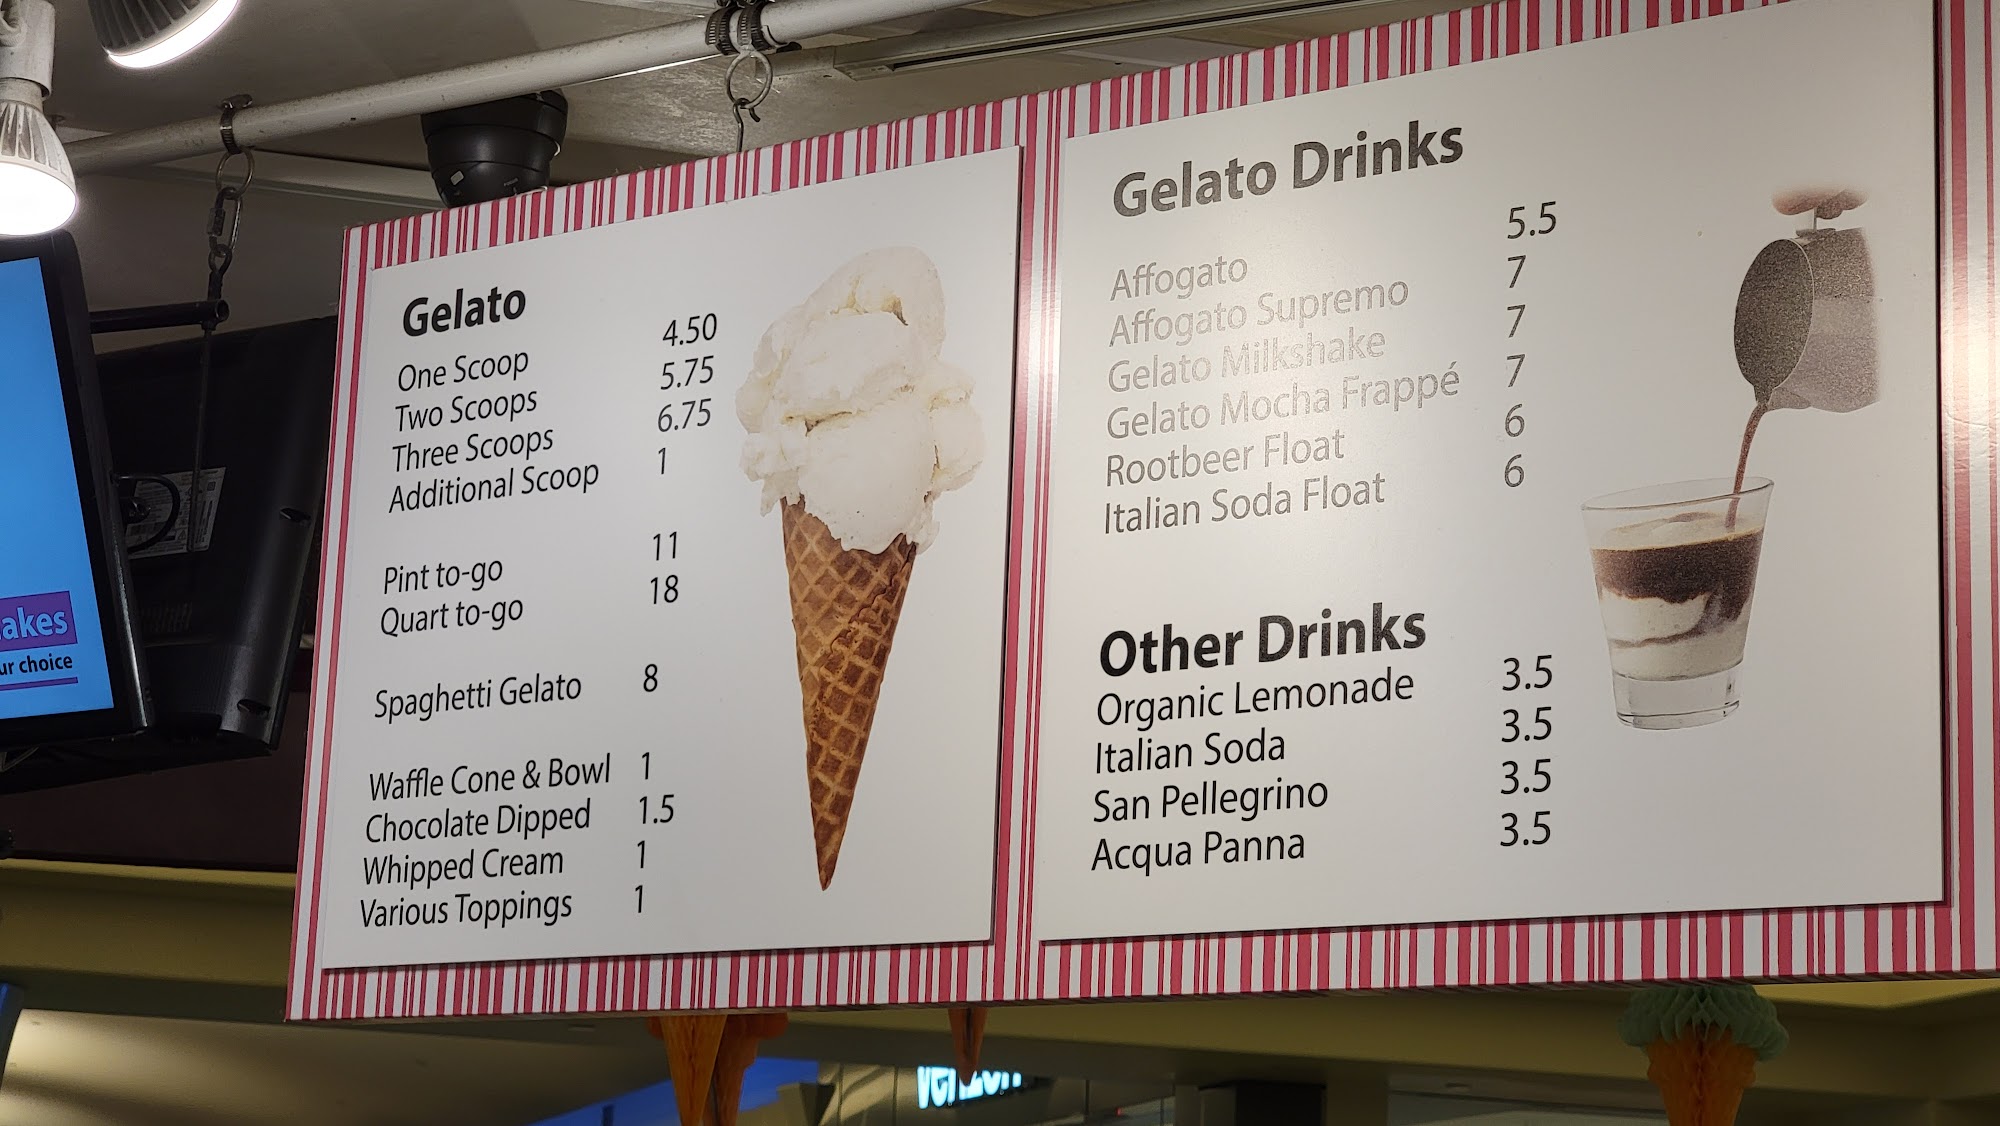 Gelato
One Scoop 4.50
Two Scoops 5.75
Three Scoops 6.75
Additional Scoop 1
Pint to-go 11
Quart to-go 18
Spaghetti Gelato 8
Waffle Cone & Bowl 1
Chocolate Dipped 1.5
Whipped Cream 1
Various Toppings 1
Gelato Drinks
Affogato 5.5
Affogato Supremo 7
Gelato Milkshake 7
Gelato Mocha Frappé 7
Rootbeer Float 6
Italian Soda Float 6
Other Drinks
Organic Lemonade 3.5
Italian Soda 3.5
San Pellegrino 3.5
Acqua Panna 3.5
akes
ur choice
verizon